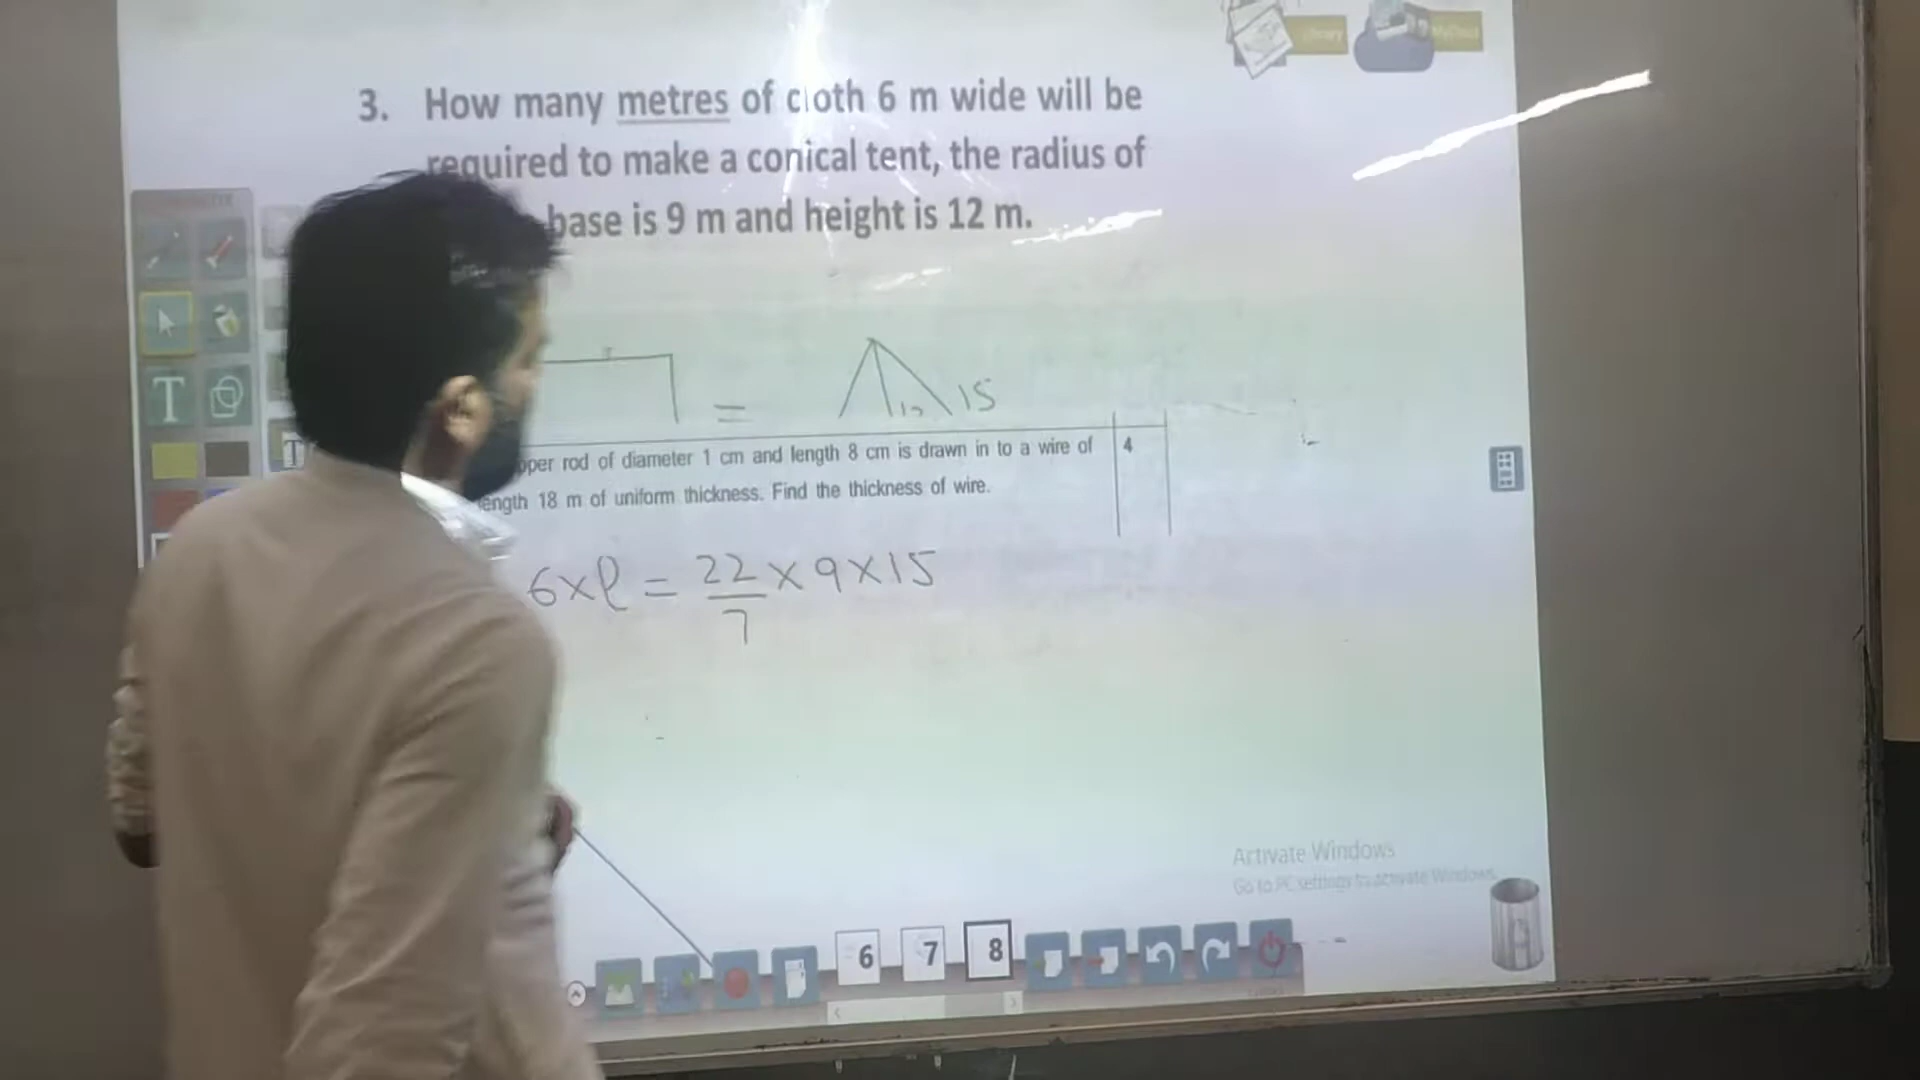 Library
3. How many metres of cloth 6 m wide will be
required to make a conical tent, the radius of
base is 9 m and height is 12 m.
T
= 12 15
pper rod of diameter 1 cm and length 8 cm is drawn in to a wire of 4
length 18 m of uniform thickness. Find the thickness of wire.
T
6×l = 22/7 × 9 × 15
Activate Windows
Go to PC settings to activate Windows.
6 7 8